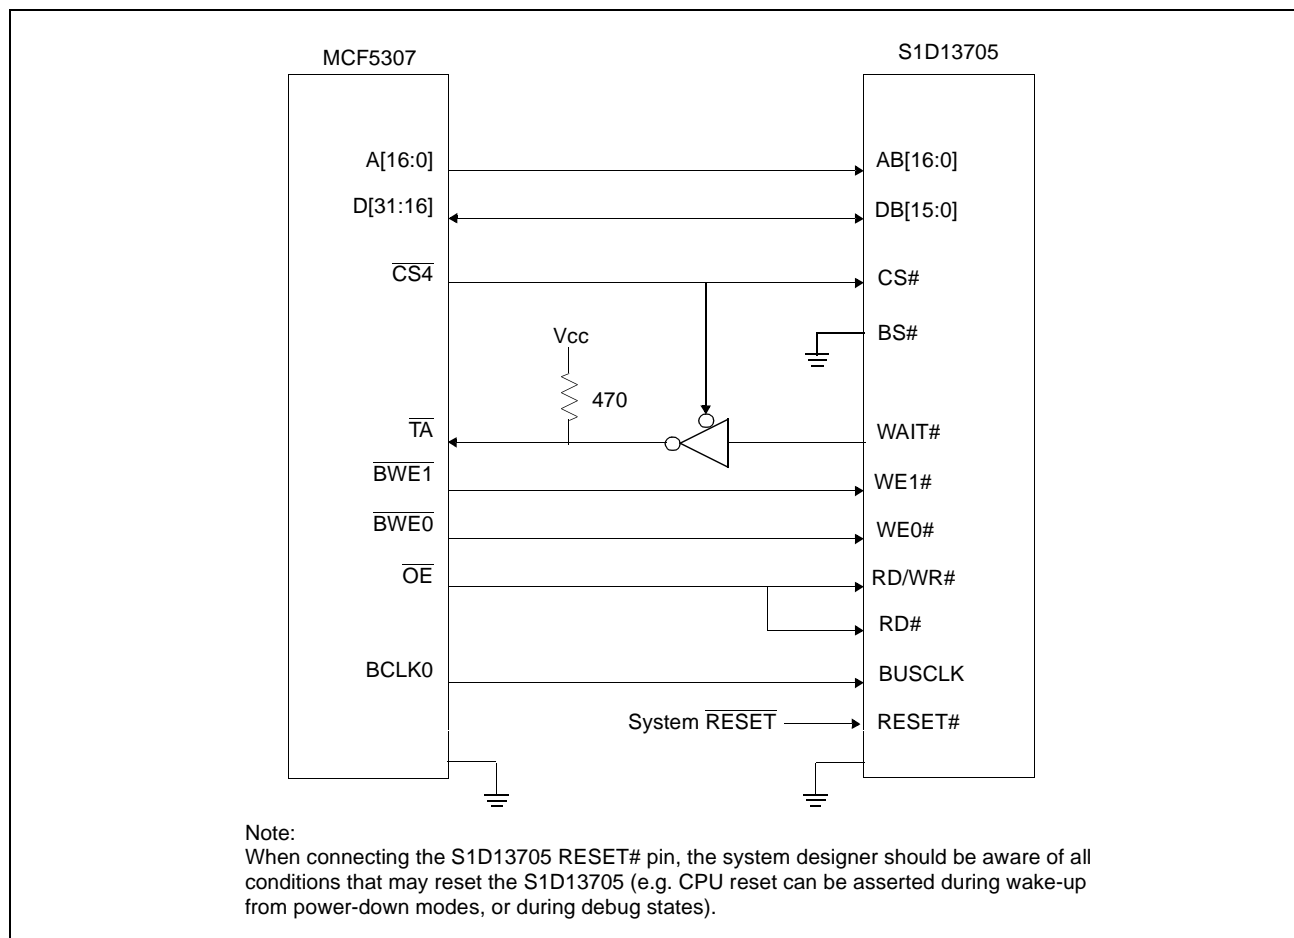 MCF5307
S1D13705
A[16:0]
AB[16:0]
D[31:16]
DB[15:0]
CS4
CS#
BS#
Vcc
470
TA
WAIT#
BWE1
WE1#
BWE0
WE0#
OE
RD/WR#
RD#
BCLK0
BUSCLK
System RESET
RESET#
Note:
When connecting the S1D13705 RESET# pin, the system designer should be aware of all
conditions that may reset the S1D13705 (e.g. CPU reset can be asserted during wake-up
from power-down modes, or during debug states).